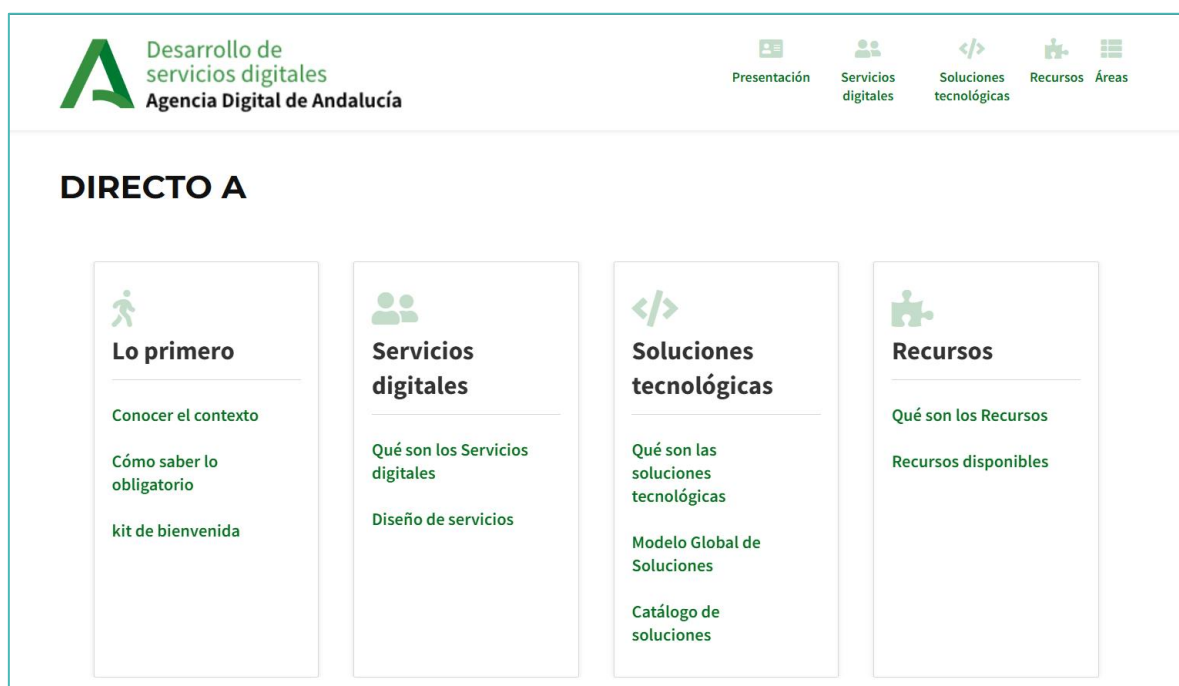 Desarrollo de
servicios digitales
Agencia Digital de Andalucía
Presentación
Servicios
digitales
Soluciones
tecnológicas
Recursos
Áreas
DIRECTO A
Lo primero
Conocer el contexto
Cómo saber lo
obligatorio
kit de bienvenida
Servicios
digitales
Qué son los Servicios
digitales
Diseño de servicios
Soluciones
tecnológicas
Qué son las
soluciones
tecnológicas
Modelo Global de
Soluciones
Catálogo de
soluciones
Recursos
Qué son los Recursos
Recursos disponibles